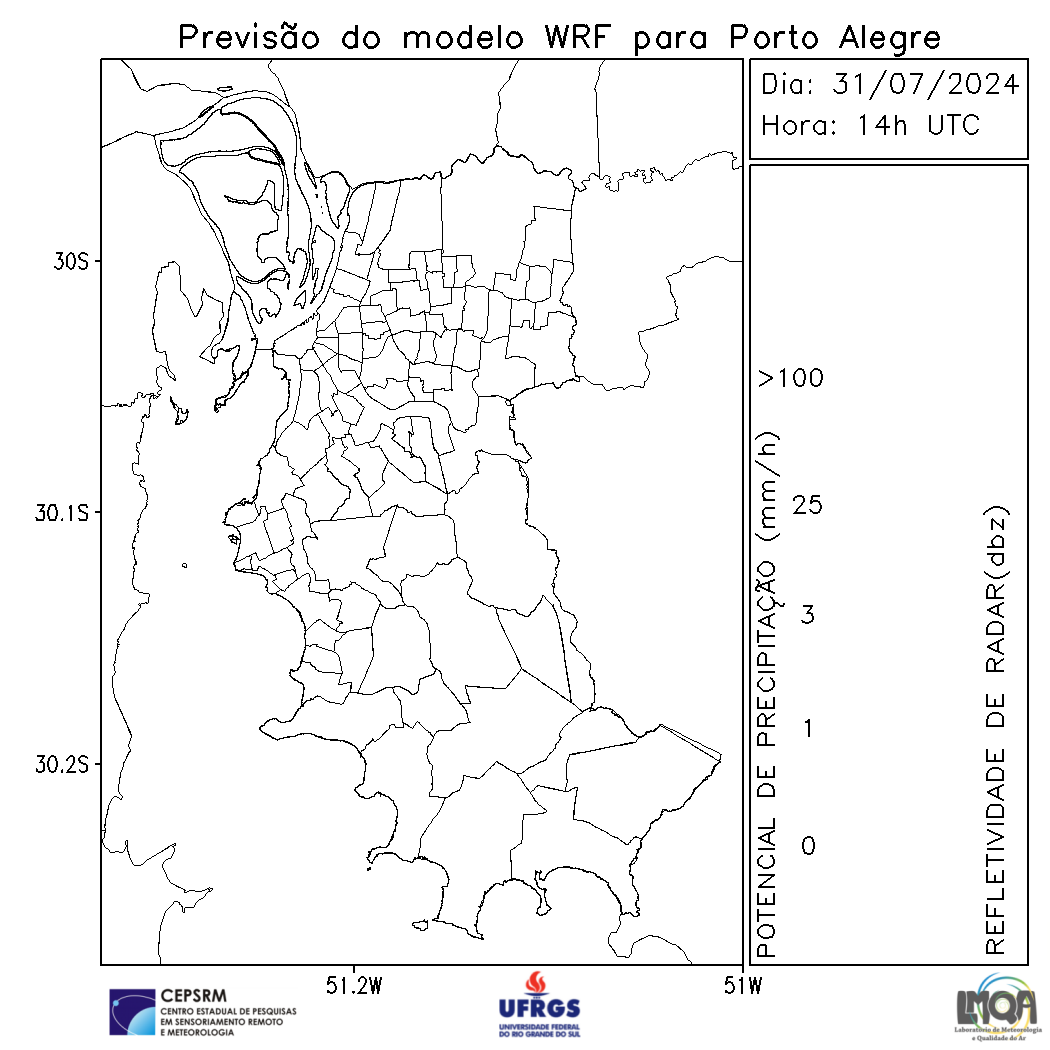 Previsão do modelo WRF para Porto Alegre
Dia: 31/07/2024
Hora: 14h UTC
30S
30.1S
30.2S
51.2W
51W
>100
25
3
1
0
POTENCIAL DE PRECIPITAÇÃO (mm/h)
REFLETIVIDADE DE RADAR(dbz)
CEPSRM
CENTRO ESTADUAL DE PESQUISAS
EM SENSORIAMENTO REMOTO
E METEOROLOGIA
UFRGS
UNIVERSIDADE FEDERAL
DO RIO GRANDE DO SUL
LMQA
Laboratório de Meteorologia
e Qualidade do Ar